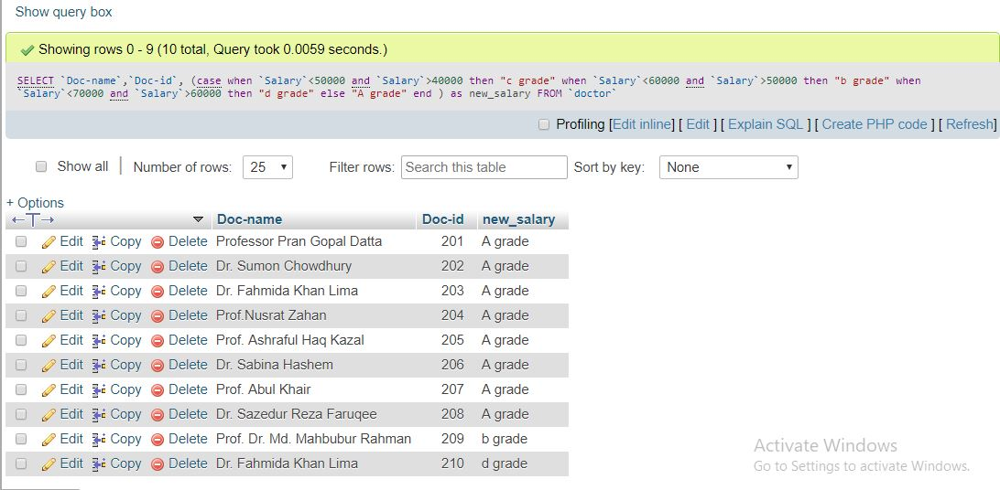 Show query box
Showing rows 0 - 9 (10 total, Query took 0.0059 seconds.)
SELECT `Doc-name`,`Doc-id`, (case when `Salary`<50000 and `Salary`>40000 then "c grade" when `Salary`<60000 and `Salary`>50000 then "b grade" when
`Salary`<70000 and `Salary`>60000 then "d grade" else "A grade" end ) as new_salary FROM `doctor`
Profiling [Edit inline] [ Edit ] [ Explain SQL ] [ Create PHP code ] [ Refresh]
Show all | Number of rows: 25 Filter rows: Search this table Sort by key: None
+ Options
←T→ Doc-name Doc-id new_salary
Edit Copy Delete Professor Pran Gopal Datta 201 A grade
Edit Copy Delete Dr. Sumon Chowdhury 202 A grade
Edit Copy Delete Dr. Fahmida Khan Lima 203 A grade
Edit Copy Delete Prof.Nusrat Zahan 204 A grade
Edit Copy Delete Prof. Ashraful Haq Kazal 205 A grade
Edit Copy Delete Dr. Sabina Hashem 206 A grade
Edit Copy Delete Prof. Abul Khair 207 A grade
Edit Copy Delete Dr. Sazedur Reza Faruqee 208 A grade
Edit Copy Delete Prof. Dr. Md. Mahbubur Rahman 209 b grade
Edit Copy Delete Dr. Fahmida Khan Lima 210 d grade
Activate Windows
Go to Settings to activate Windows.